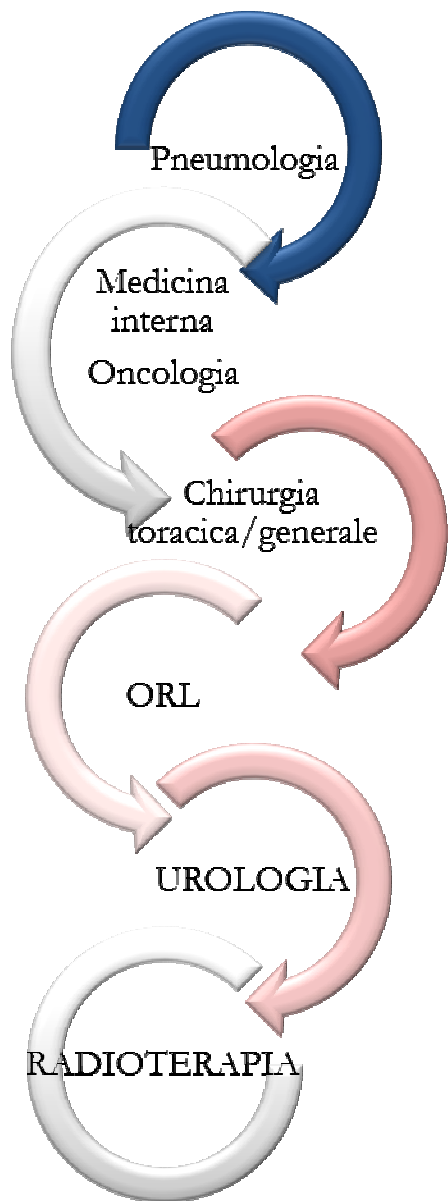 Pneumologia
Medicina
interna
Oncologia
Chirurgia
toracica/generale
ORL
UROLOGIA
RADIOTERAPIA